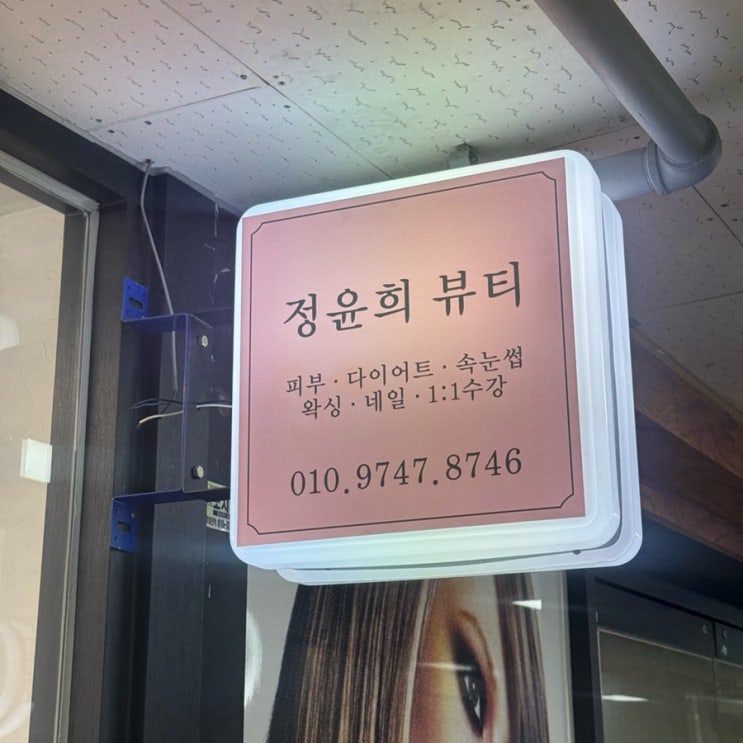 정윤희 뷰티
피부 · 다이어트 · 속눈썹
왁싱 · 네일 · 1:1수강
010.9747.8746